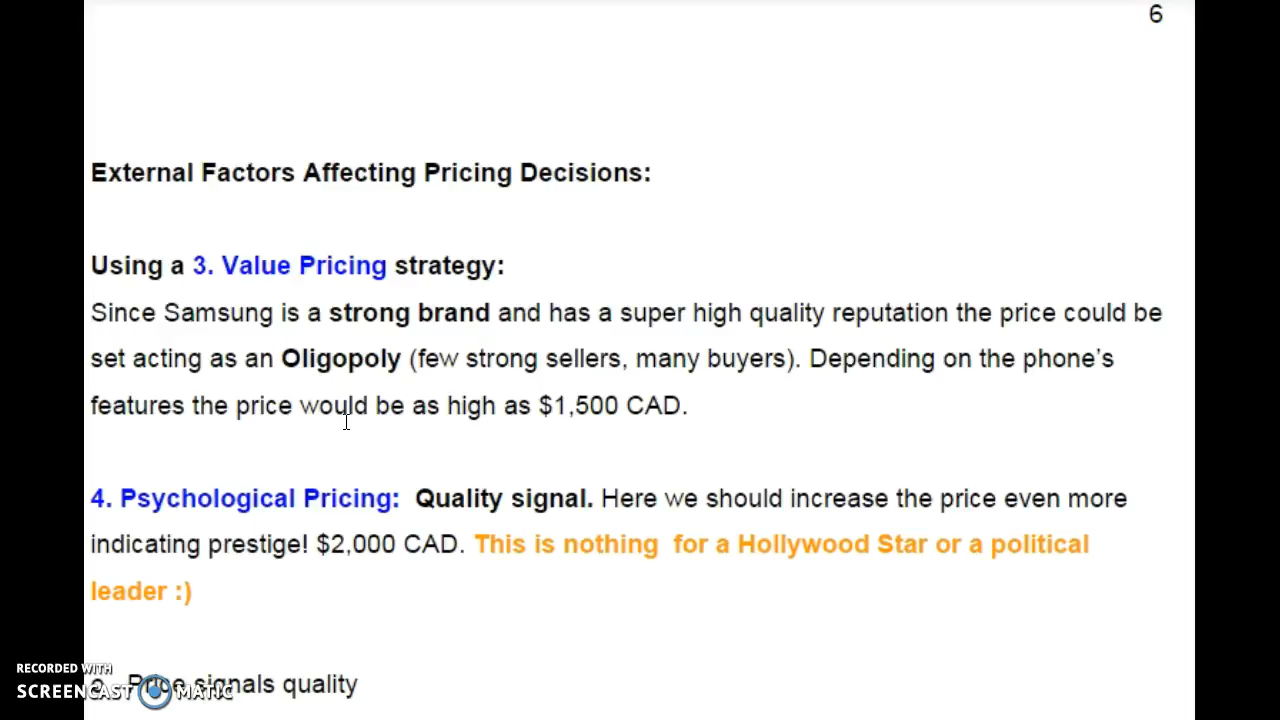 6
External Factors Affecting Pricing Decisions:
Using a 3. Value Pricing strategy:
Since Samsung is a strong brand and has a super high quality reputation the price could be
set acting as an Oligopoly (few strong sellers, many buyers). Depending on the phone’s
features the price would be as high as $1,500 CAD.
4. Psychological Pricing: Quality signal. Here we should increase the price even more
indicating prestige! $2,000 CAD. This is nothing for a Hollywood Star or a political
leader :)
Price signals quality
RECORDED WITH
SCREENCAST MATIC